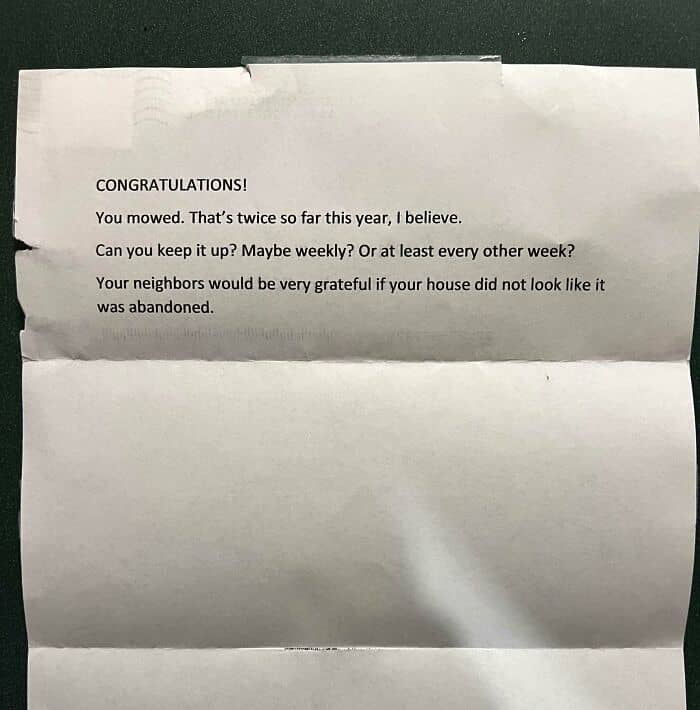 CONGRATULATIONS!
You mowed. That’s twice so far this year, I believe.
Can you keep it up? Maybe weekly? Or at least every other week?
Your neighbors would be very grateful if your house did not look like it
was abandoned.